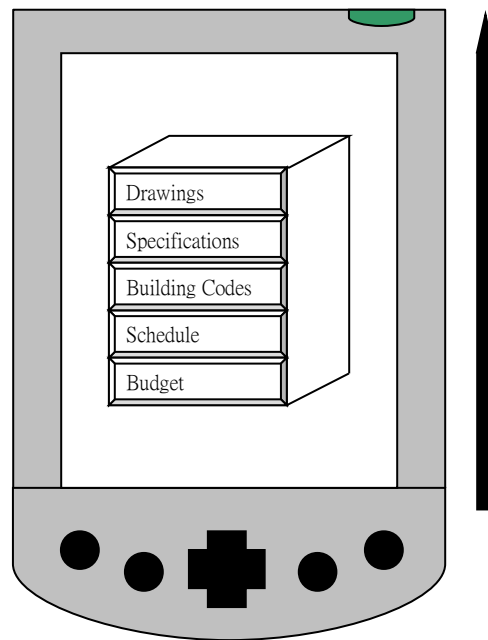 Drawings
Specifications
Building Codes
Schedule
Budget